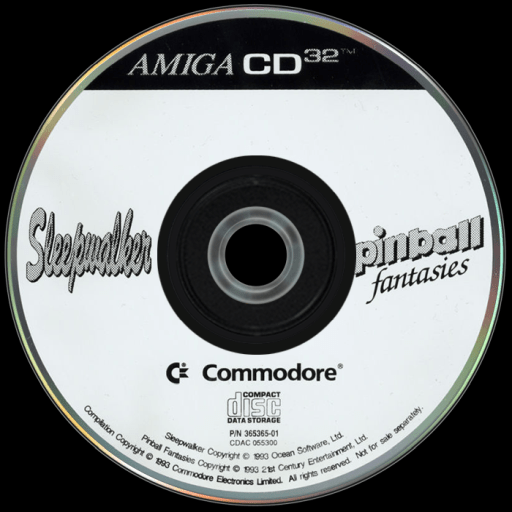 AMIGA CD³²™
Sleepwalker
pinball
fantasies
Commodore®
COMPACT
disc
DATA STORAGE
P/N 365365-01
CDAC 055300
Sleepwalker Copyright © 1993 Ocean Software, Ltd.
Pinball Fantasies Copyright © 1993 21st Century Entertainment, Ltd.
Compilation Copyright © 1993 Commodore Electronics Limited. All rights reserved. Not for sale separately.